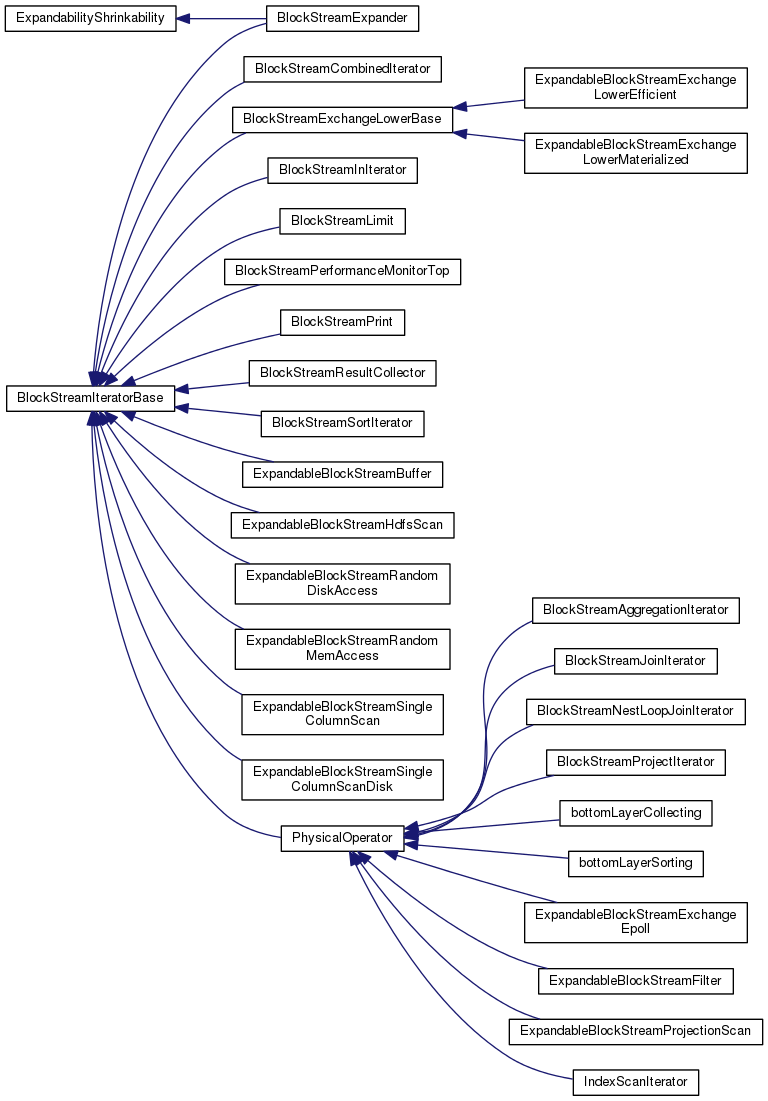 ExpandabilityShrinkability
BlockStreamExpander
BlockStreamCombinedIterator
BlockStreamExchangeLowerBase
ExpandableBlockStreamExchange
LowerEfficient
ExpandableBlockStreamExchange
LowerMaterialized
BlockStreamInIterator
BlockStreamLimit
BlockStreamPerformanceMonitorTop
BlockStreamPrint
BlockStreamResultCollector
BlockStreamIteratorBase
BlockStreamSortIterator
ExpandableBlockStreamBuffer
ExpandableBlockStreamHdfsScan
ExpandableBlockStreamRandom
DiskAccess
ExpandableBlockStreamRandom
MemAccess
ExpandableBlockStreamSingle
ColumnScan
ExpandableBlockStreamSingle
ColumnScanDisk
PhysicalOperator
BlockStreamAggregationIterator
BlockStreamJoinIterator
BlockStreamNestLoopJoinIterator
BlockStreamProjectIterator
bottomLayerCollecting
bottomLayerSorting
ExpandableBlockStreamExchange
Epoll
ExpandableBlockStreamFilter
ExpandableBlockStreamProjectionScan
IndexScanIterator